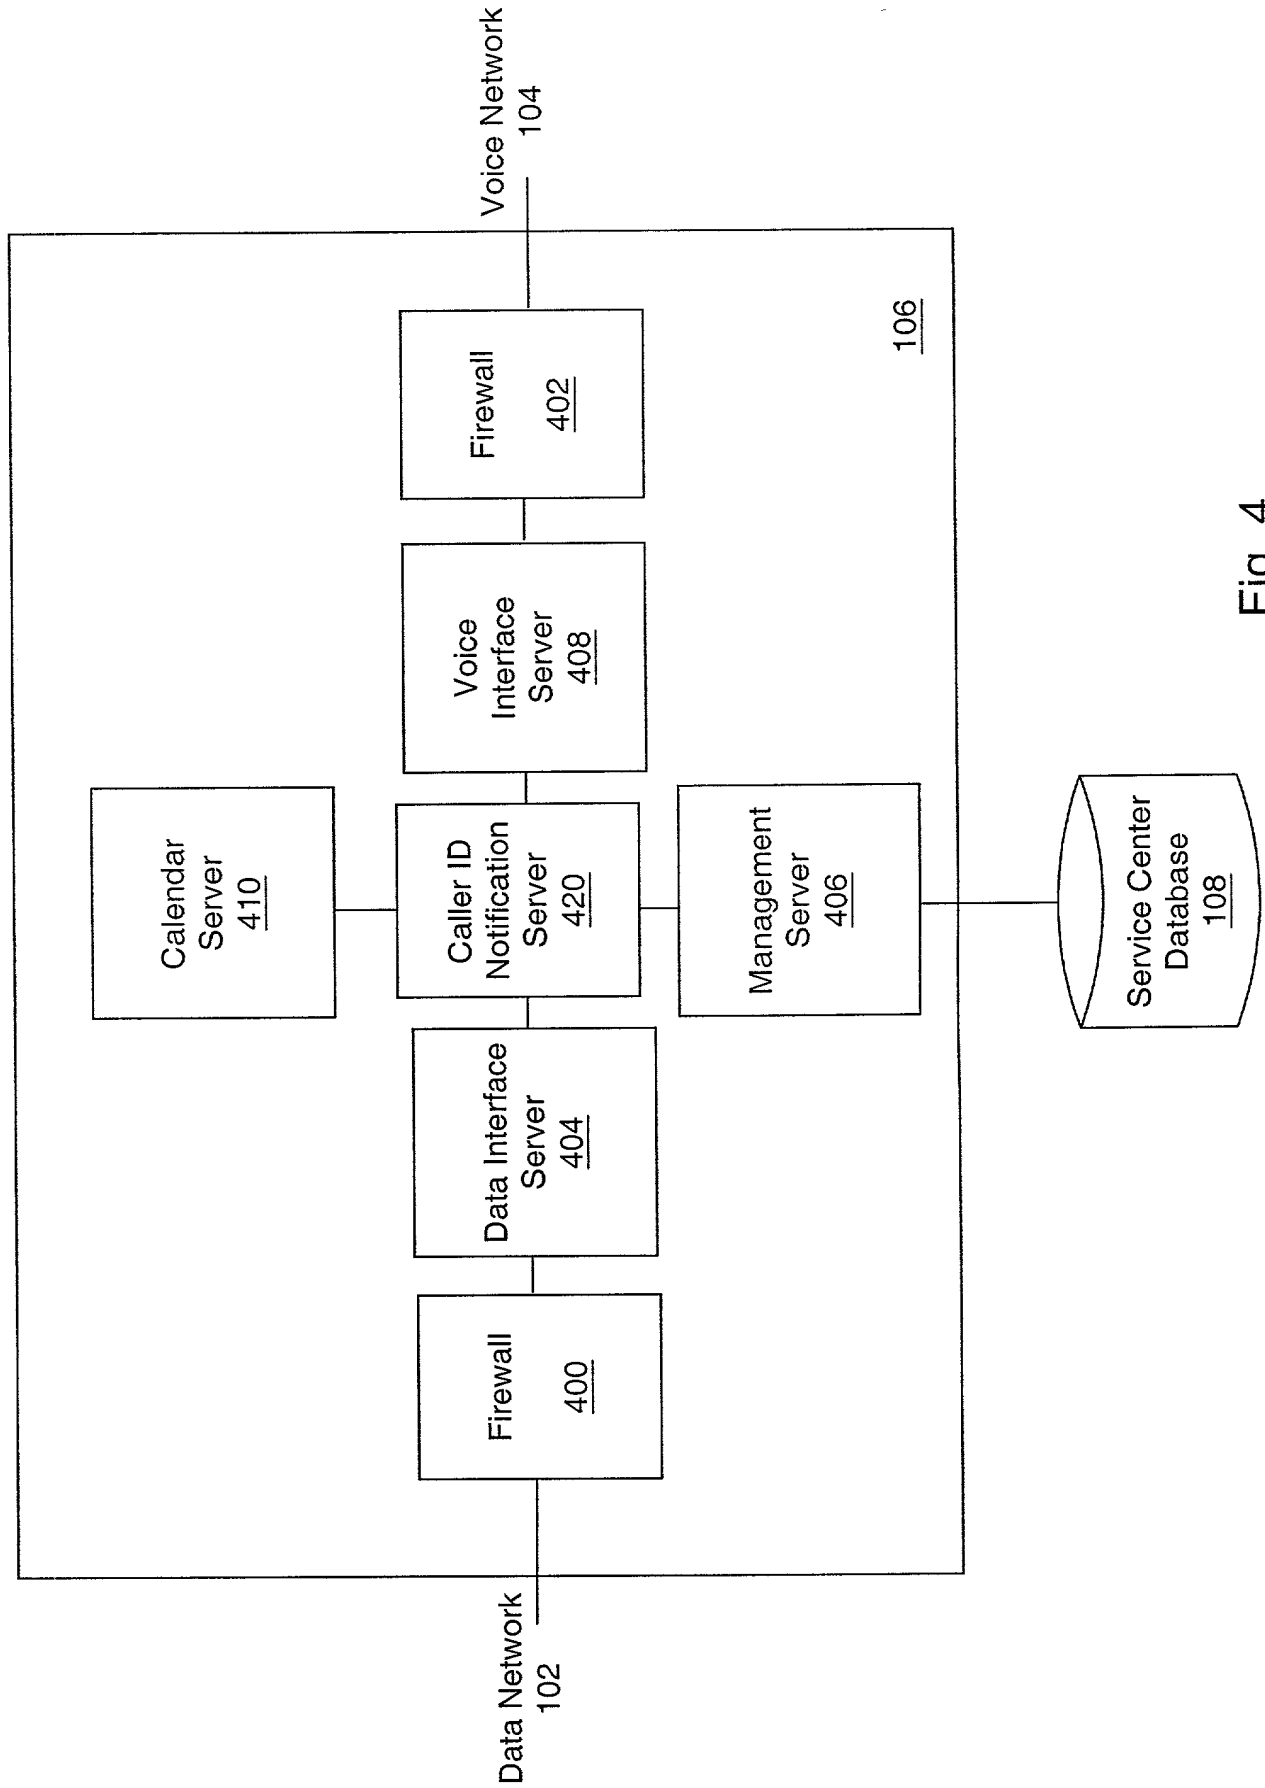 Calendar
Server
410
Data Network
102
Firewall
400
Data Interface
Server
404
Caller ID
Notification
Server
420
Voice
Interface
Server
408
Firewall
402
Voice Network
104
Management
Server
406
106
Service Center
Database
108
Fig. 4